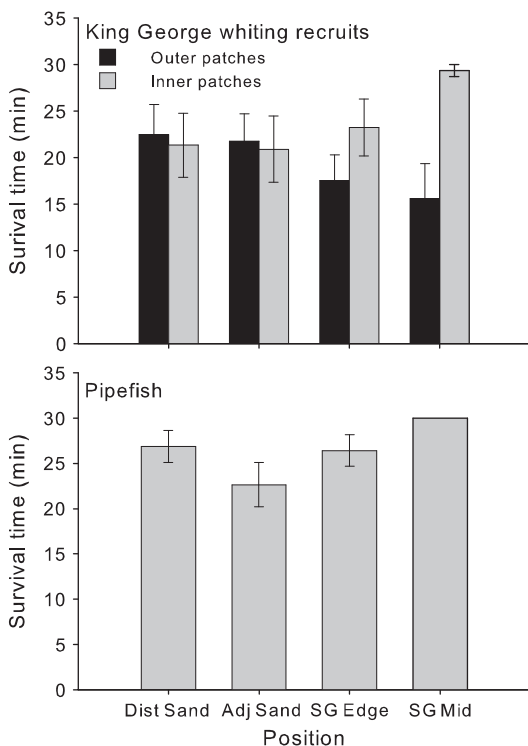 King George whiting recruits
Outer patches
Inner patches
Surival time (min)
35
30
25
20
15
10
5
0
Pipefish
Survival time (min)
35
30
25
20
15
10
5
0
Dist Sand Adj Sand SG Edge SG Mid
Position